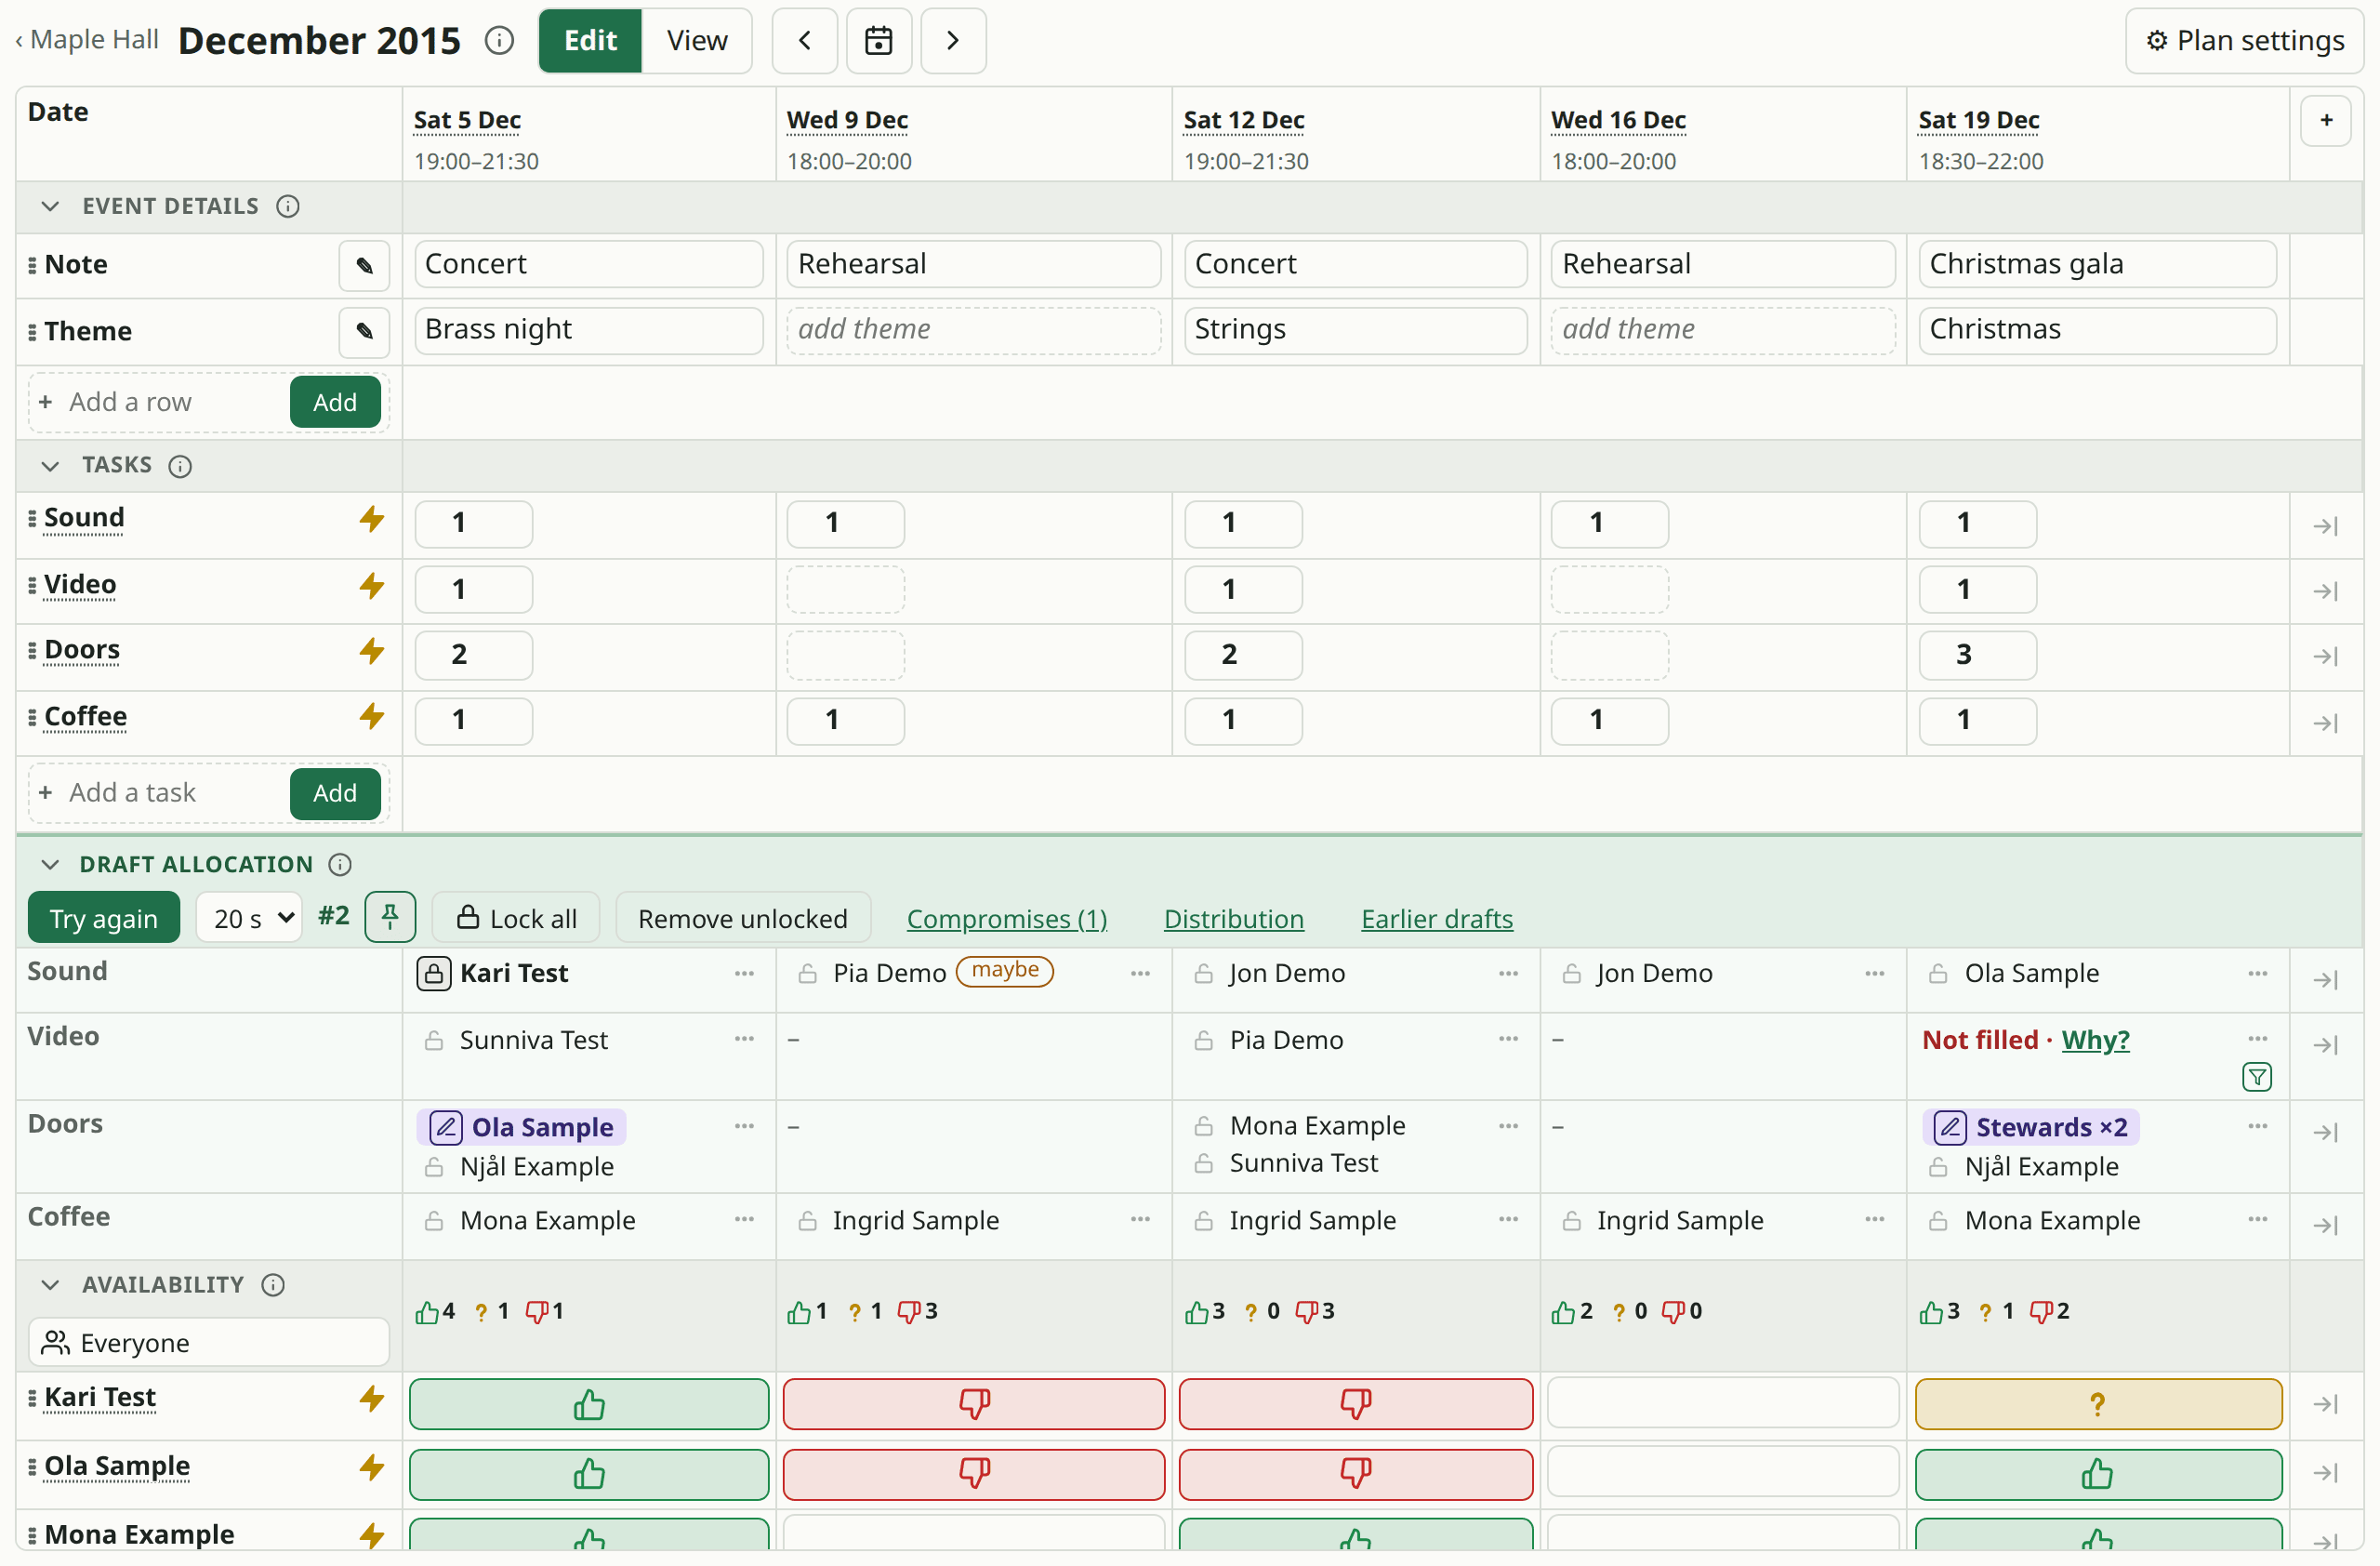 ‹ Maple Hall December 2015 Edit View ⚙ Plan settings
Date Sat 5 Dec Wed 9 Dec Sat 12 Dec Wed 16 Dec Sat 19 Dec +
19:00–21:30 18:00–20:00 19:00–21:30 18:00–20:00 18:30–22:00
EVENT DETAILS
Note Concert Rehearsal Concert Rehearsal Christmas gala
Theme Brass night add theme Strings add theme Christmas
+ Add a row Add
TASKS
Sound 1 1 1 1 1
Video 1 1 1
Doors 2 2 3
Coffee 1 1 1 1 1
+ Add a task Add
DRAFT ALLOCATION
Try again 20 s #2 Lock all Remove unlocked Compromises (1) Distribution Earlier drafts
Sound Kari Test ··· Pia Demo maybe ··· Jon Demo ··· Jon Demo ··· Ola Sample ···
Video Sunniva Test ··· – Pia Demo ··· – Not filled · Why? ···
Doors Ola Sample ··· – Mona Example ··· – Stewards ×2 ···
Njål Example Sunniva Test Njål Example
Coffee Mona Example ··· Ingrid Sample ··· Ingrid Sample ··· Ingrid Sample ··· Mona Example ···
AVAILABILITY 4 ? 1 1 1 ? 1 3 3 ? 0 3 2 ? 0 0 3 ? 1 2
Everyone
Kari Test ?
Ola Sample
Mona Example